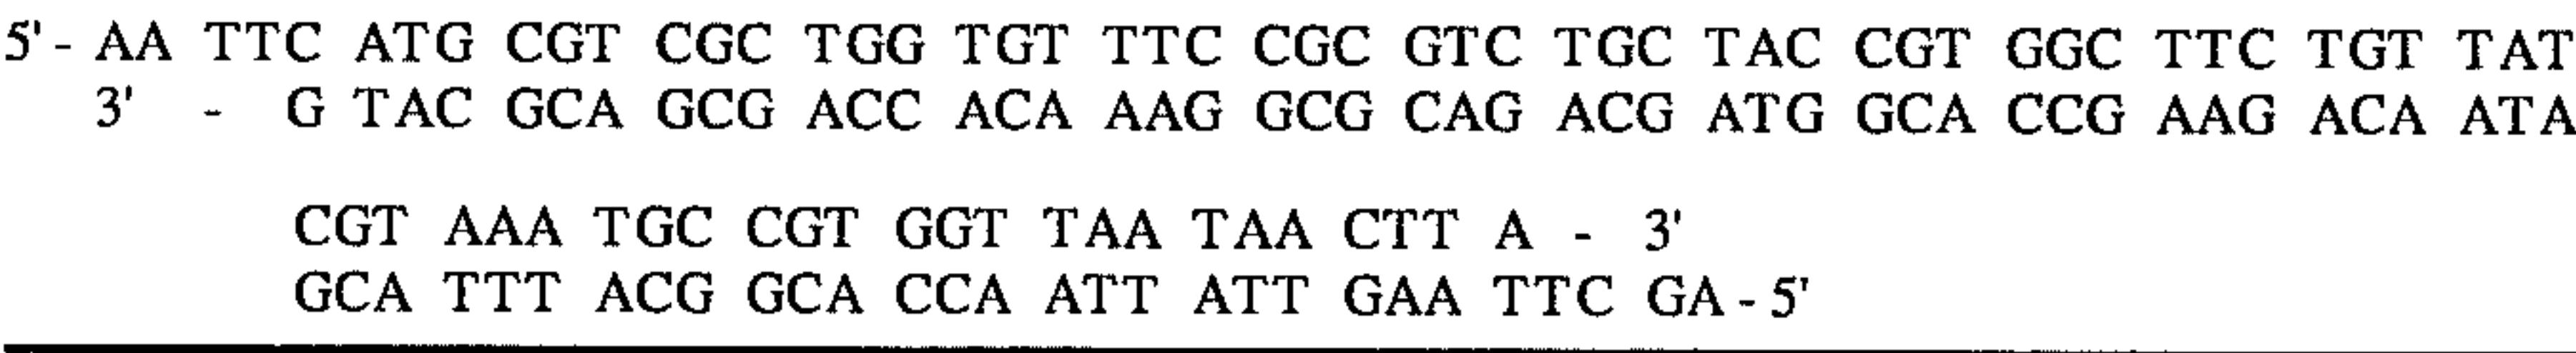 5'- AA TTC ATG CGT CGC TGG TGT TTC CGC GTC TGC TAC CGT GGC TTC TGT TAT
3' - G TAC GCA GCG ACC ACA AAG GCG CAG ACG ATG GCA CCG AAG ACA ATA
CGT AAA TGC CGT GGT TAA TAA CTT A - 3'
GCA TTT ACG GCA CCA ATT ATT GAA TTC GA - 5'